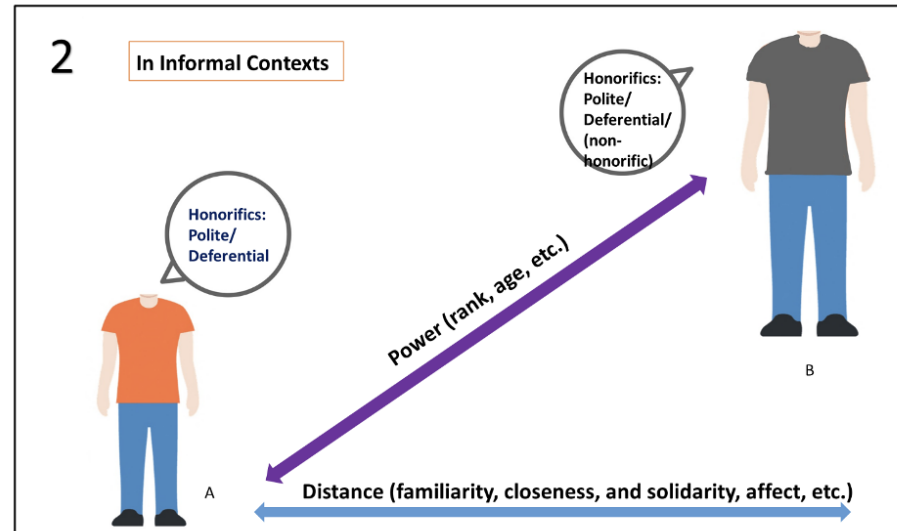 2
In Informal Contexts
Honorifics:
Polite/
Deferential/
(non-
honorific)
Honorifics:
Polite/
Deferential
Power (rank, age, etc.)
B
A
Distance (familiarity, closeness, and solidarity, affect, etc.)